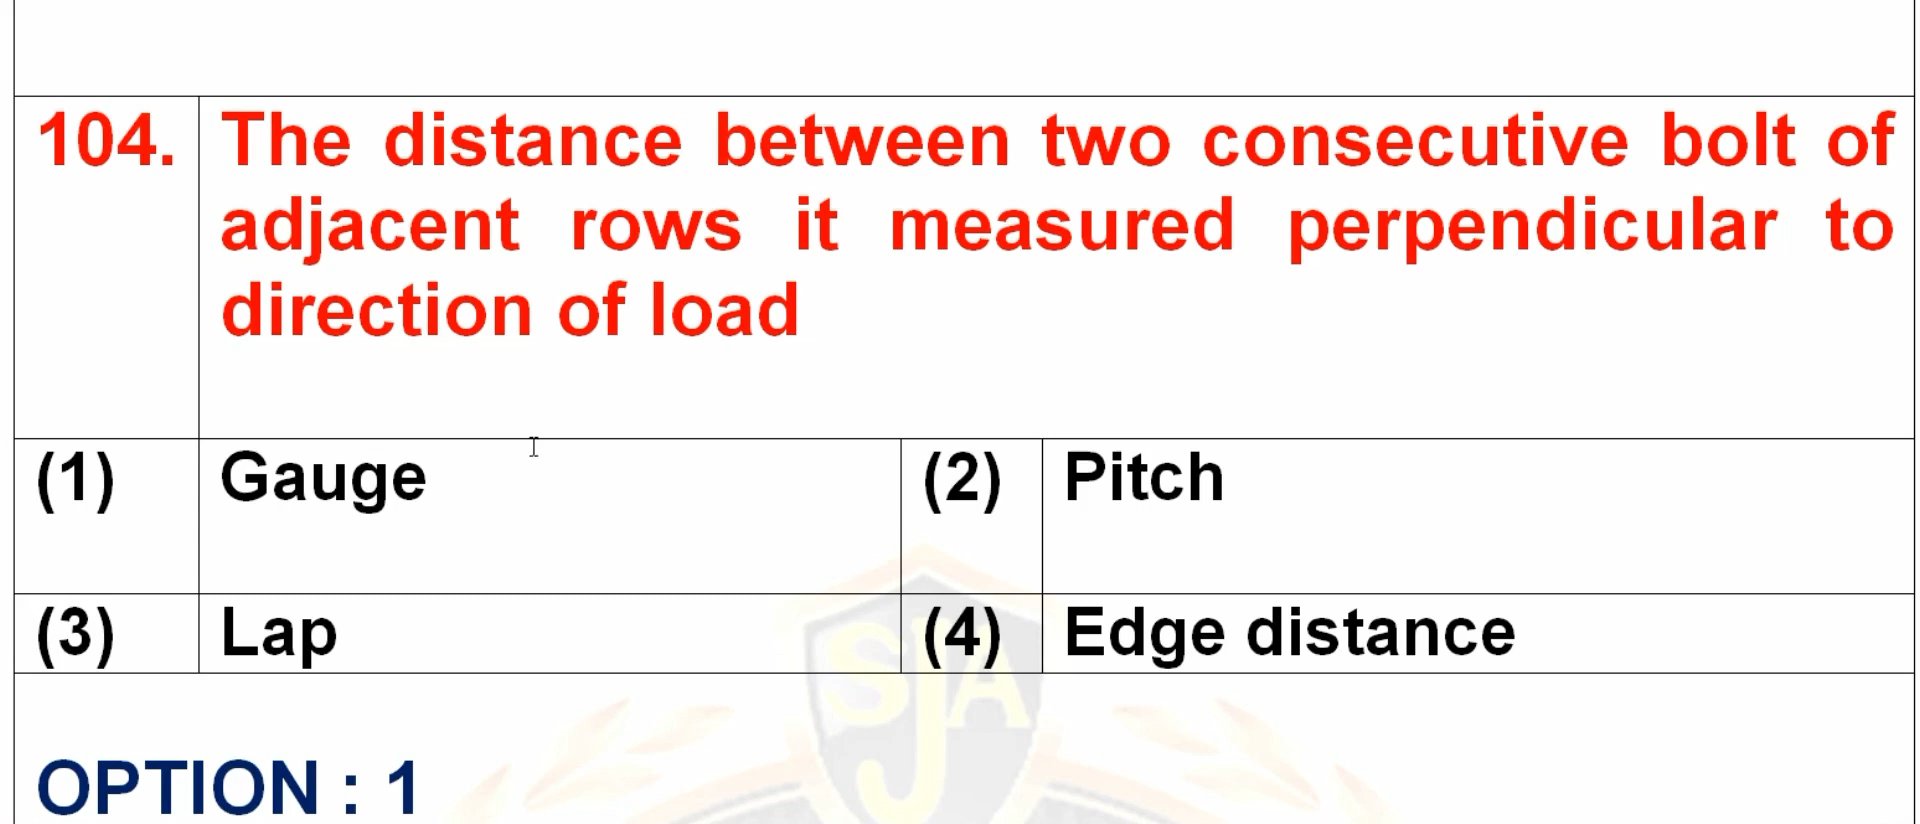 104. The distance between two consecutive bolt of
adjacent rows it measured perpendicular to
direction of load
(1) Gauge (2) Pitch
(3) Lap (4) Edge distance
SJA
OPTION : 1